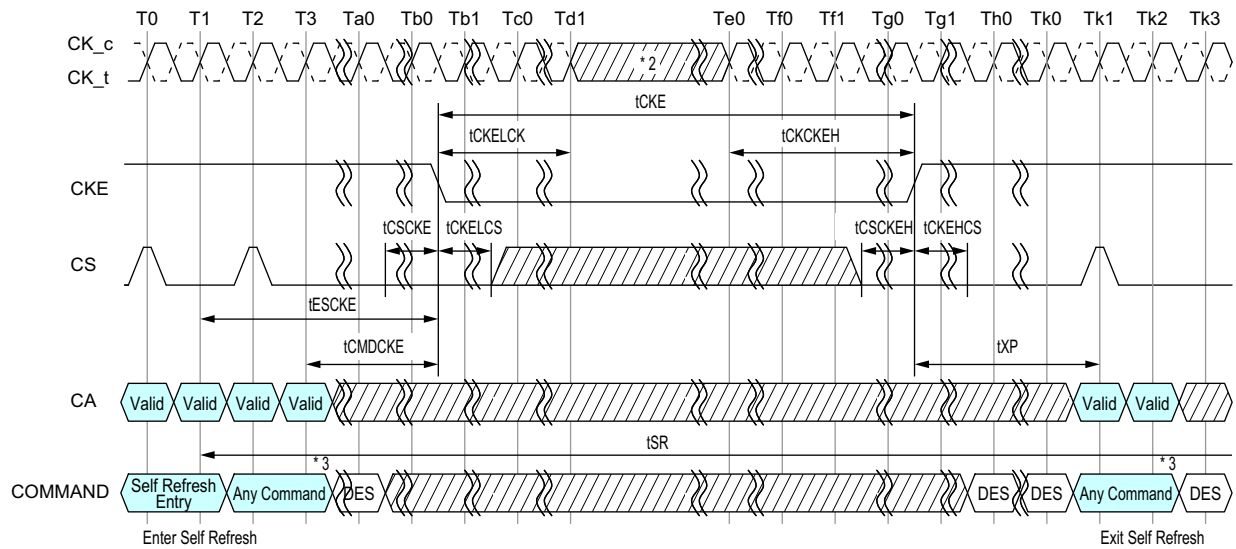 T0 T1 T2 T3 Ta0 Tb0 Tb1 Tc0 Td1 Te0 Tf0 Tf1 Tg0 Tg1 Th0 Tk0 Tk1 Tk2 Tk3
CK_c
CK_t
* 2
tCKE
tCKELCK tCKCKEH
CKE
tCSCKE tCKELCS tCSCKEH tCKEHCS
CS
tESCKE
tCMDCKE tXP
CA Valid Valid Valid Valid Valid Valid
tSR
* 3 * 3
COMMAND Self Refresh Entry Any Command DES DES DES Any Command DES
Enter Self Refresh Exit Self Refresh